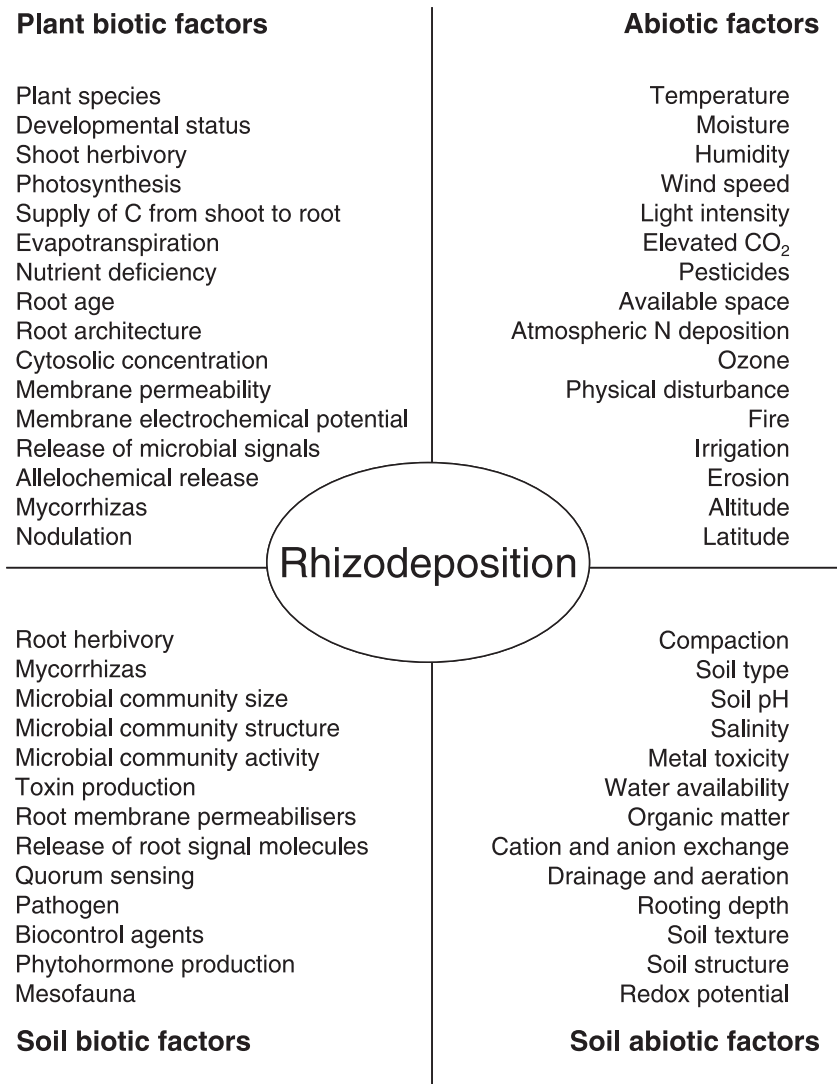 Plant biotic factors
Plant species
Developmental status
Shoot herbivory
Photosynthesis
Supply of C from shoot to root
Evapotranspiration
Nutrient deficiency
Root age
Root architecture
Cytosolic concentration
Membrane permeability
Membrane electrochemical potential
Release of microbial signals
Allelochemical release
Mycorrhizas
Nodulation
Abiotic factors
Temperature
Moisture
Humidity
Wind speed
Light intensity
Elevated CO₂
Pesticides
Available space
Atmospheric N deposition
Ozone
Physical disturbance
Fire
Irrigation
Erosion
Altitude
Latitude
Rhizodeposition
Root herbivory
Mycorrhizas
Microbial community size
Microbial community structure
Microbial community activity
Toxin production
Root membrane permeabilisers
Release of root signal molecules
Quorum sensing
Pathogen
Biocontrol agents
Phytohormone production
Mesofauna
Soil biotic factors
Compaction
Soil type
Soil pH
Salinity
Metal toxicity
Water availability
Organic matter
Cation and anion exchange
Drainage and aeration
Rooting depth
Soil texture
Soil structure
Redox potential
Soil abiotic factors